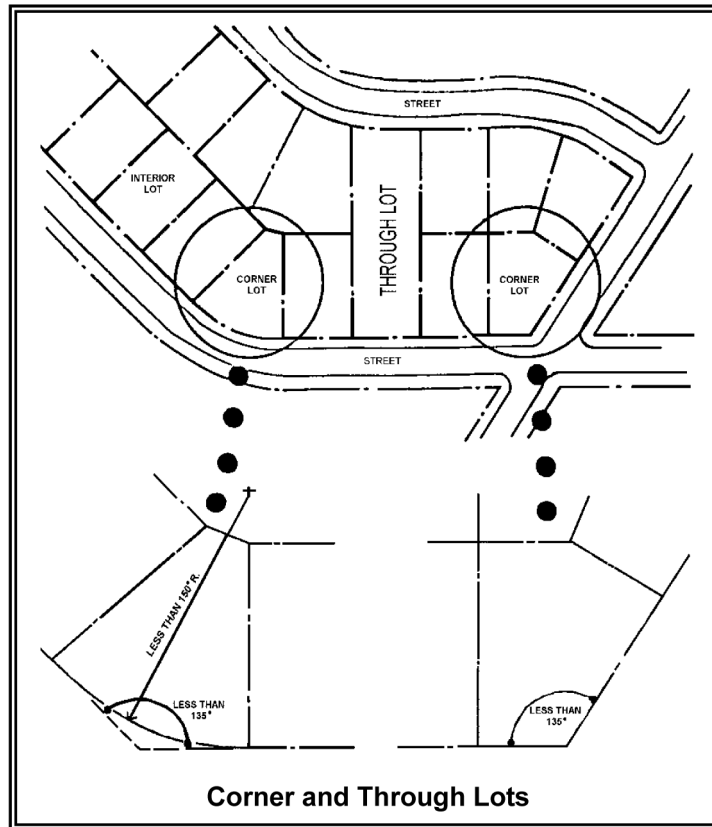 STREET
INTERIOR
LOT
THROUGH LOT
CORNER
LOT
CORNER
LOT
STREET
LESS THAN 150° R.
LESS THAN
135°
LESS THAN
135°
Corner and Through Lots